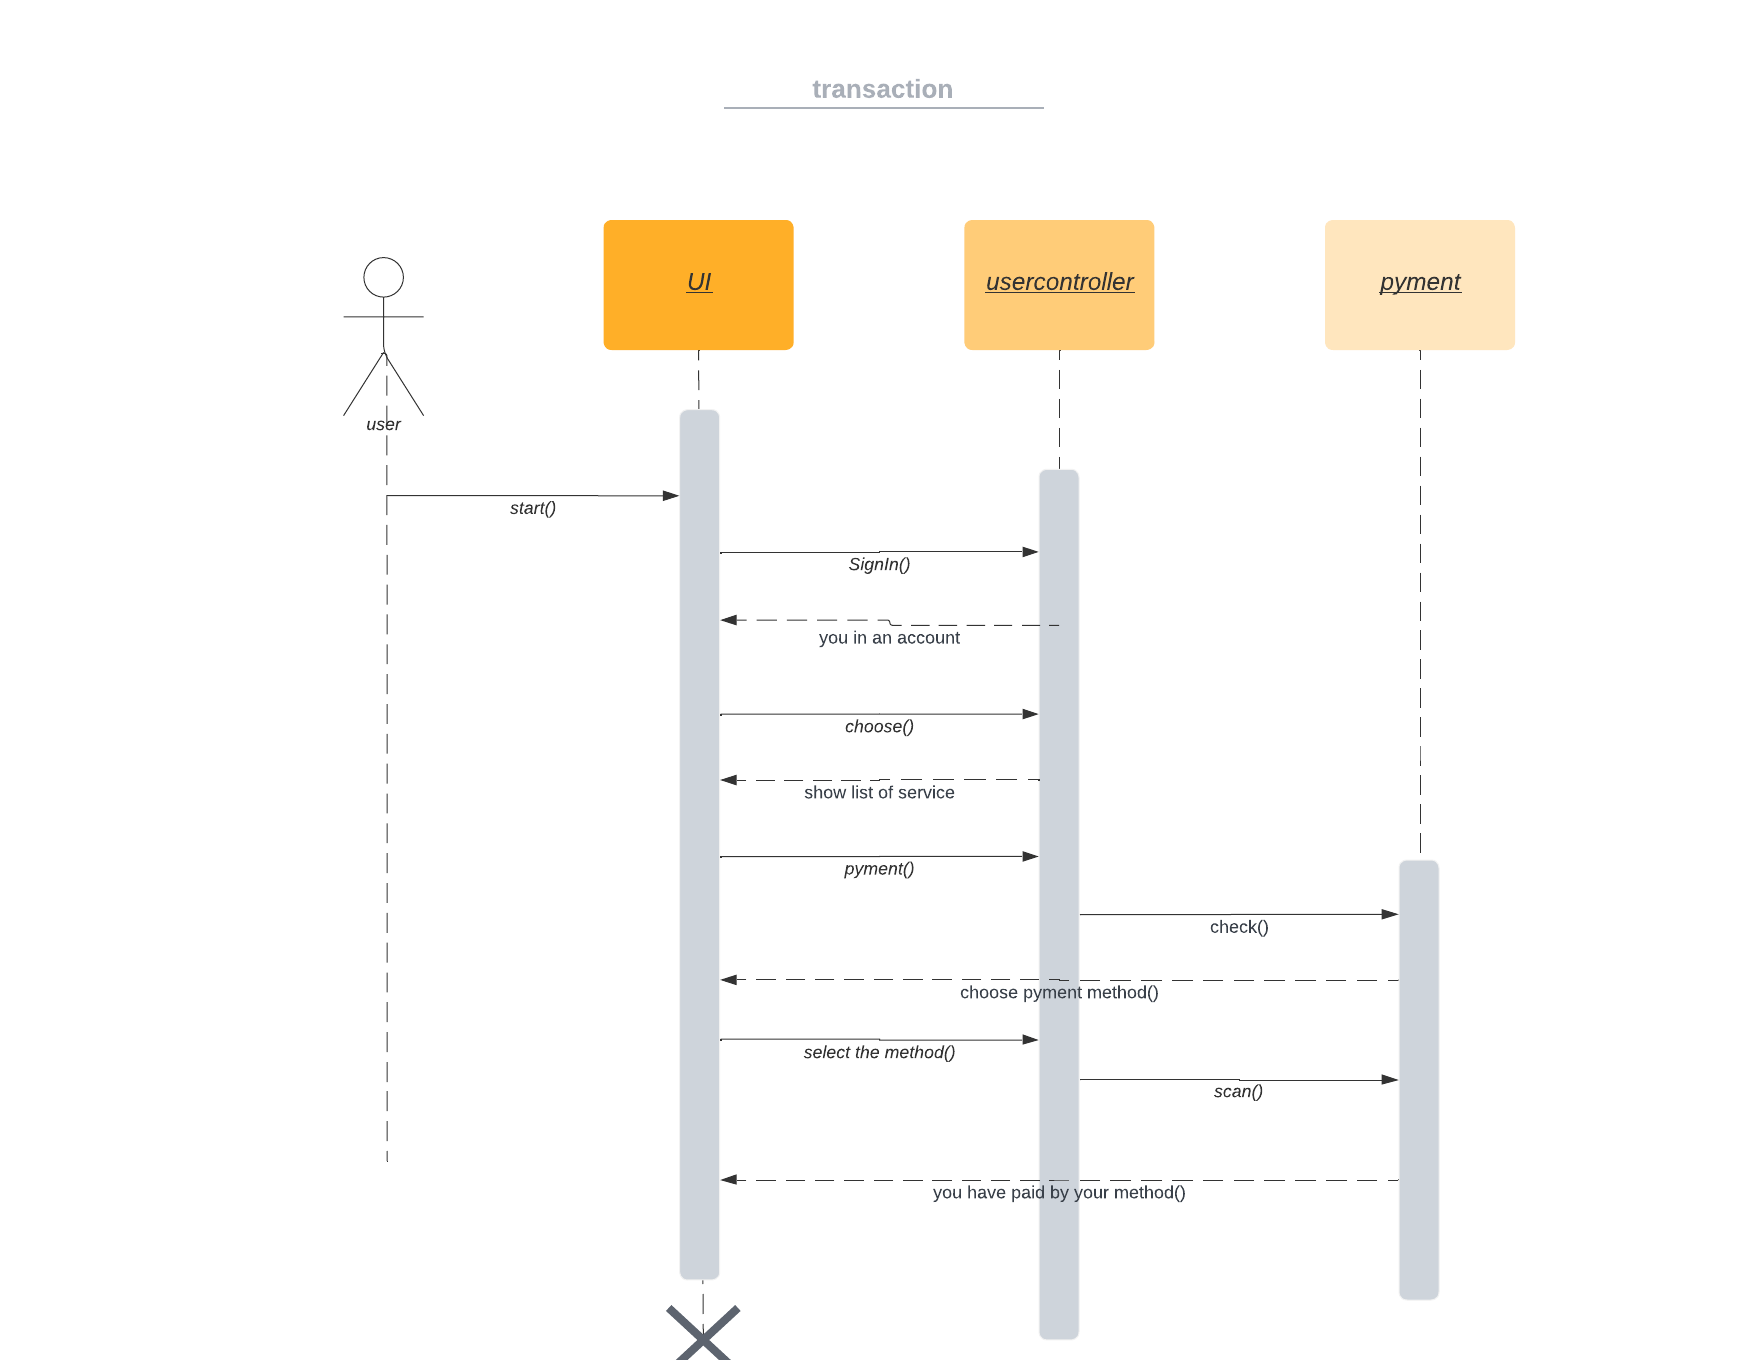 transaction
UI
usercontroller
pyment
user
start()
SignIn()
you in an account
choose()
show list of service
pyment()
check()
choose pyment method()
select the method()
scan()
you have paid by your method()